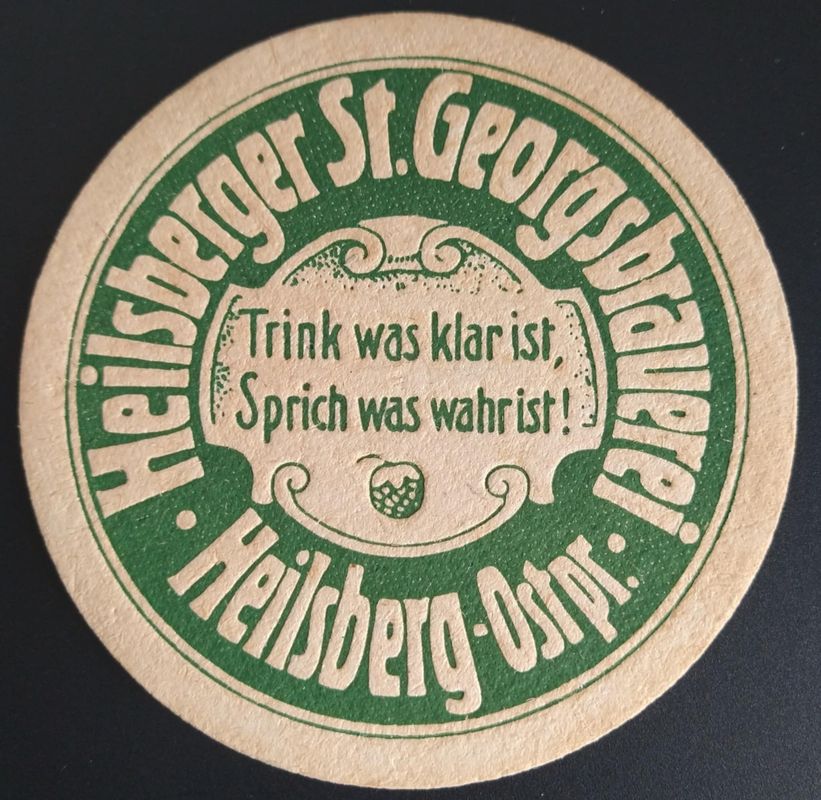 Heilsberger St. Georgsbrauerei
Trink was klar ist,
Sprich was wahr ist!
· Heilsberg-Ostpr. ·